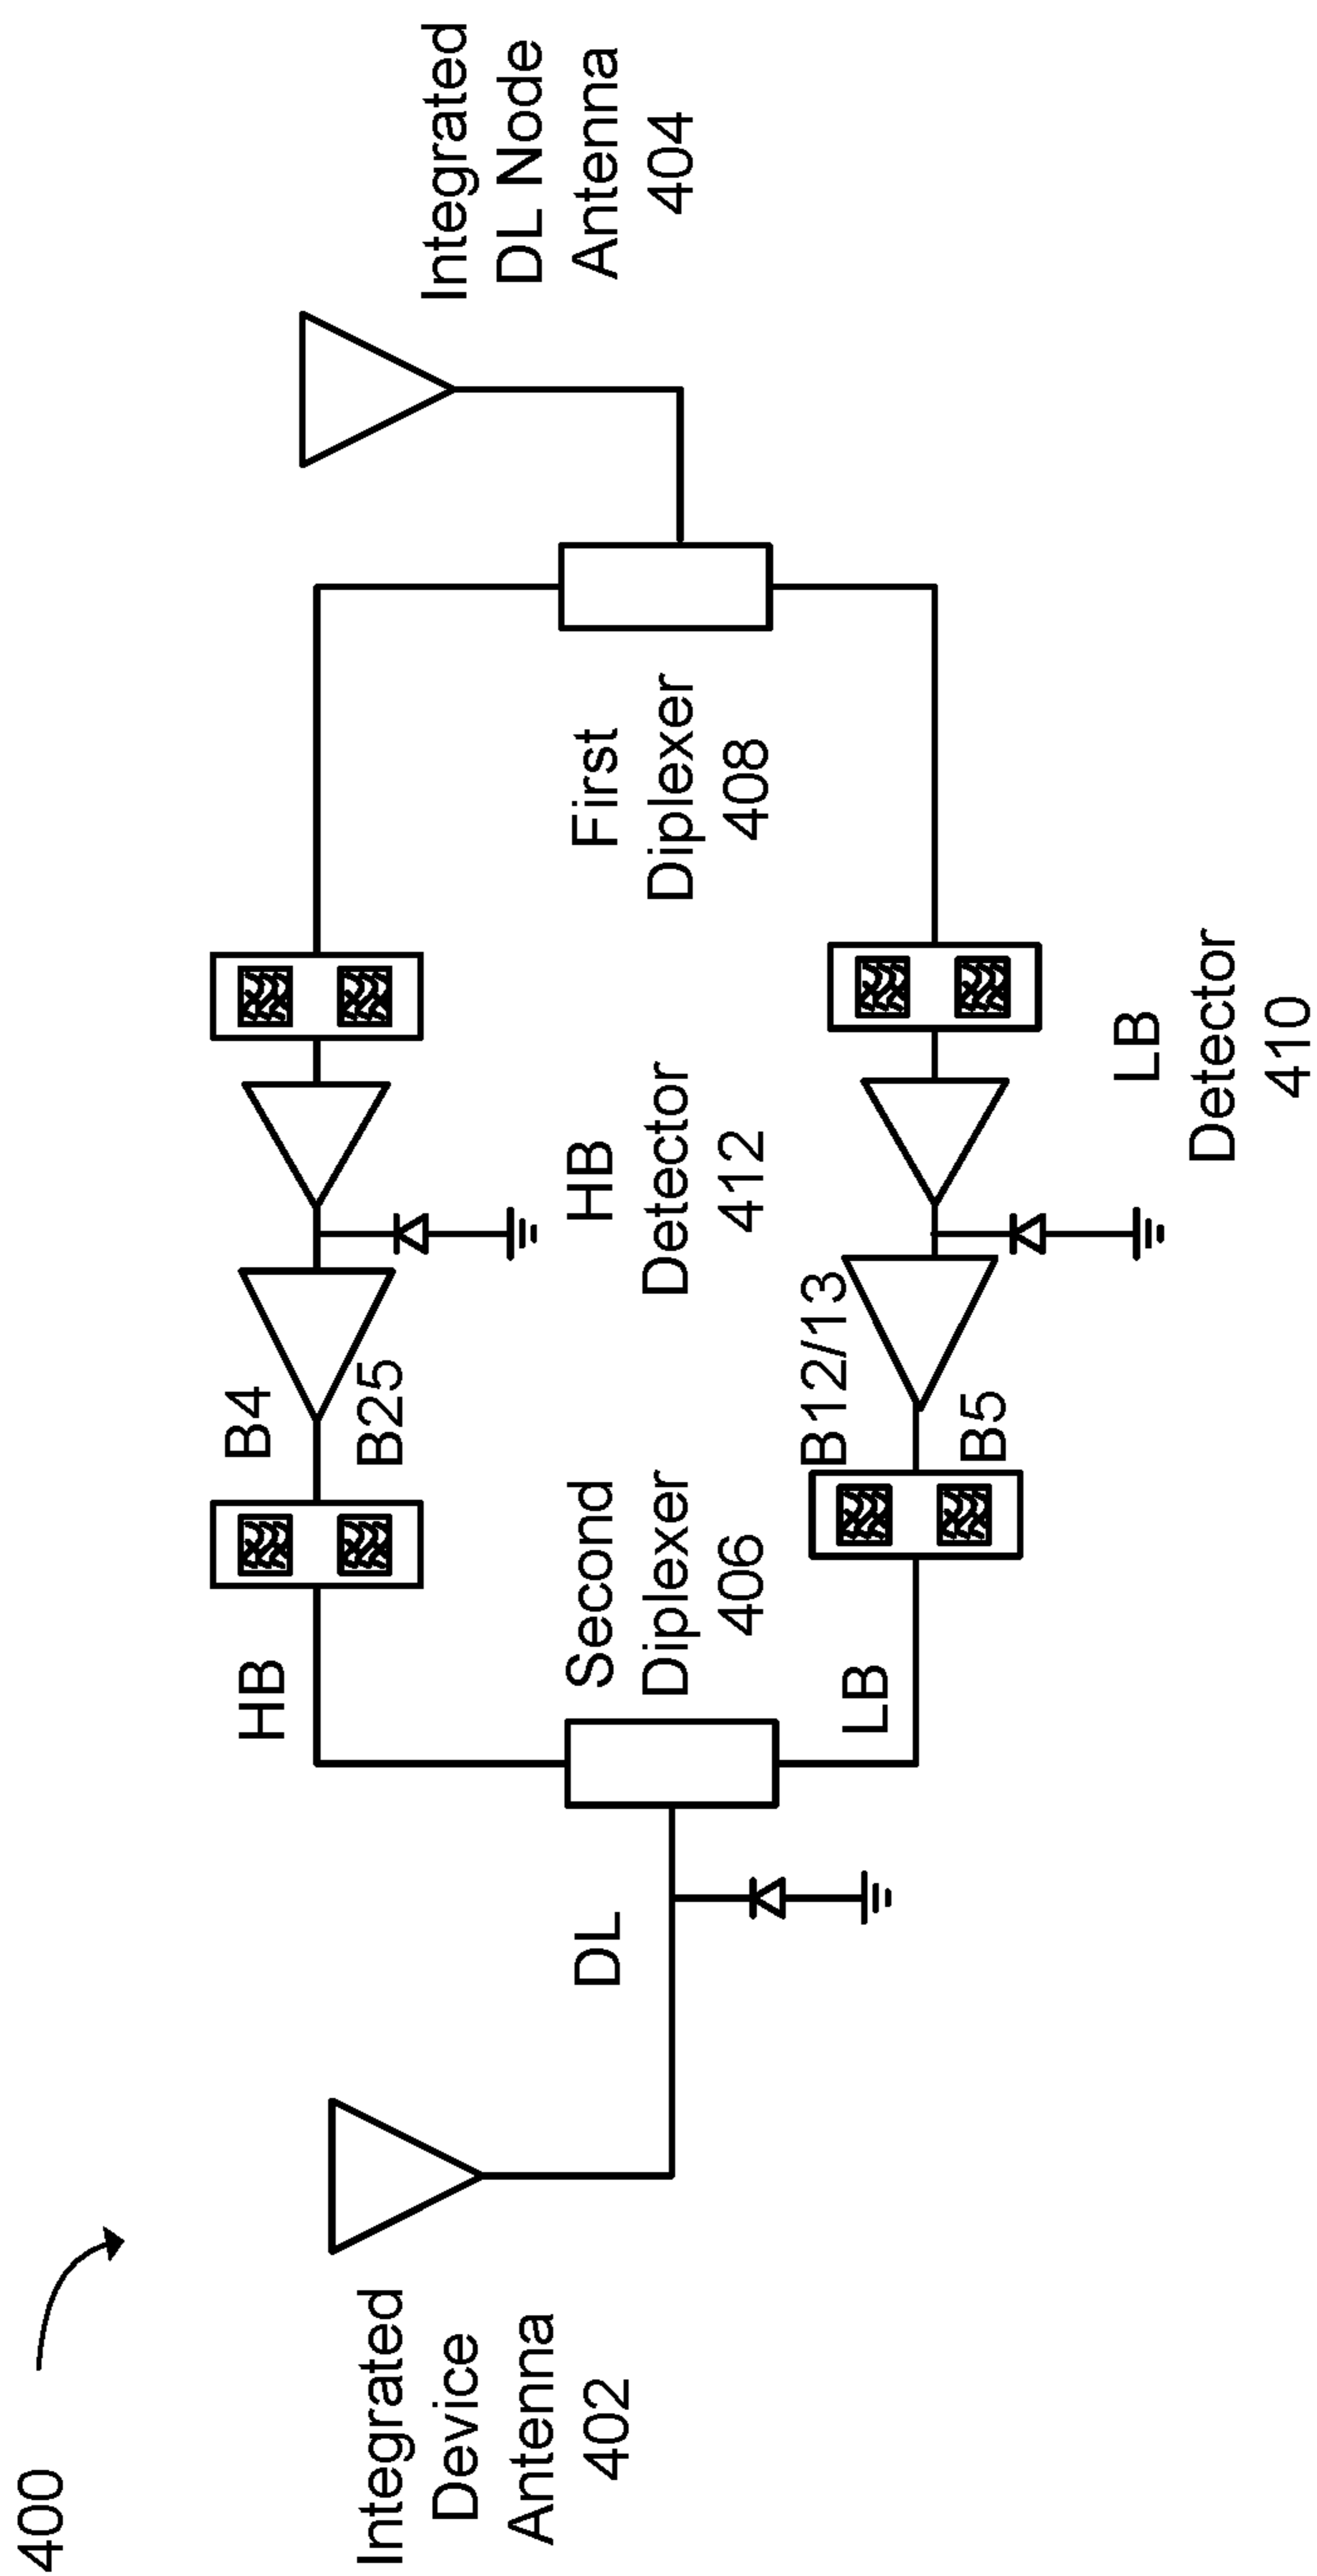 400
Integrated
Device
Antenna
402
DL
HB
LB
Second
Diplexer
406
B4
B25
B12/13
B5
HB
Detector
412
LB
Detector
410
First
Diplexer
408
Integrated
DL Node
Antenna
404